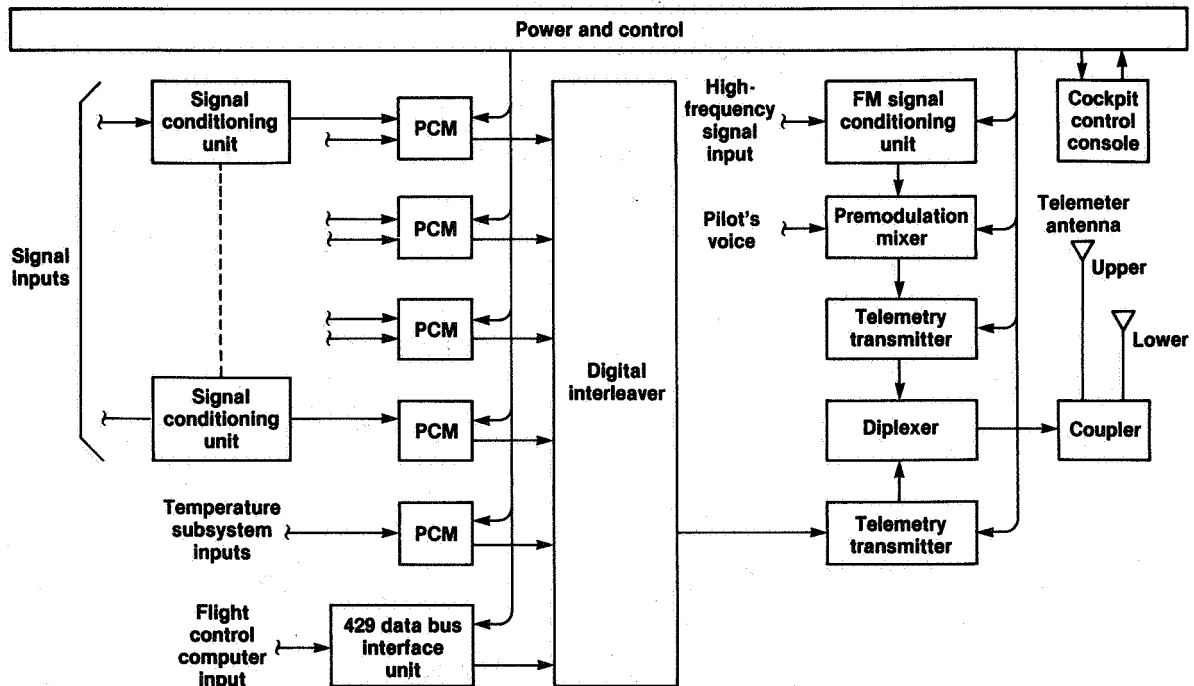 Power and control
Signal
inputs
Signal
conditioning
unit
PCM
PCM
PCM
Signal
conditioning
unit
PCM
Temperature
subsystem
inputs
PCM
Flight
control
computer
input
429 data bus
interface
unit
Digital
interleaver
High-
frequency
signal
input
FM signal
conditioning
unit
Pilot's
voice
Premodulation
mixer
Telemetry
transmitter
Diplexer
Telemetry
transmitter
Cockpit
control
console
Telemeter
antenna
Upper
Lower
Coupler